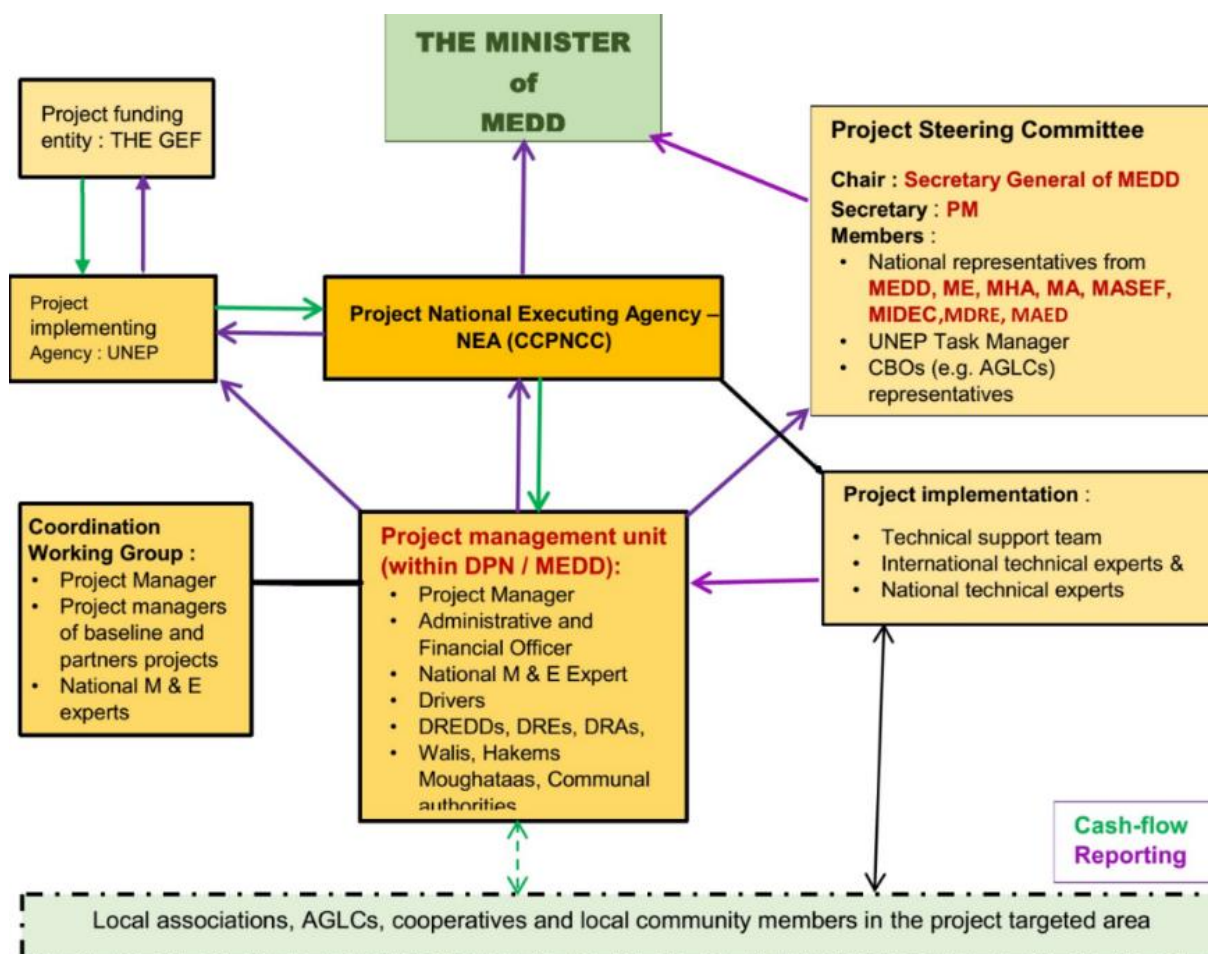 THE MINISTER
of
MEDD
Project funding
entity : THE GEF
Project Steering Committee
Chair : Secretary General of MEDD
Secretary : PM
Members :
• National representatives from
MEDD, ME, MHA, MA, MASEF,
MIDEC,MDRE, MAED
• UNEP Task Manager
• CBOs (e.g. AGLCs)
representatives
Project
implementing
Agency : UNEP
Project National Executing Agency –
NEA (CCPNCC)
Coordination
Working Group :
• Project Manager
• Project managers
of baseline and
partners projects
• National M & E
experts
Project management unit
(within DPN / MEDD):
• Project Manager
• Administrative and
Financial Officer
• National M & E Expert
• Drivers
• DREDDs, DREs, DRAs,
• Walis, Hakems
Moughataas, Communal
authorities
Project implementation :
• Technical support team
• International technical experts &
• National technical experts
Cash-flow
Reporting
Local associations, AGLCs, cooperatives and local community members in the project targeted area